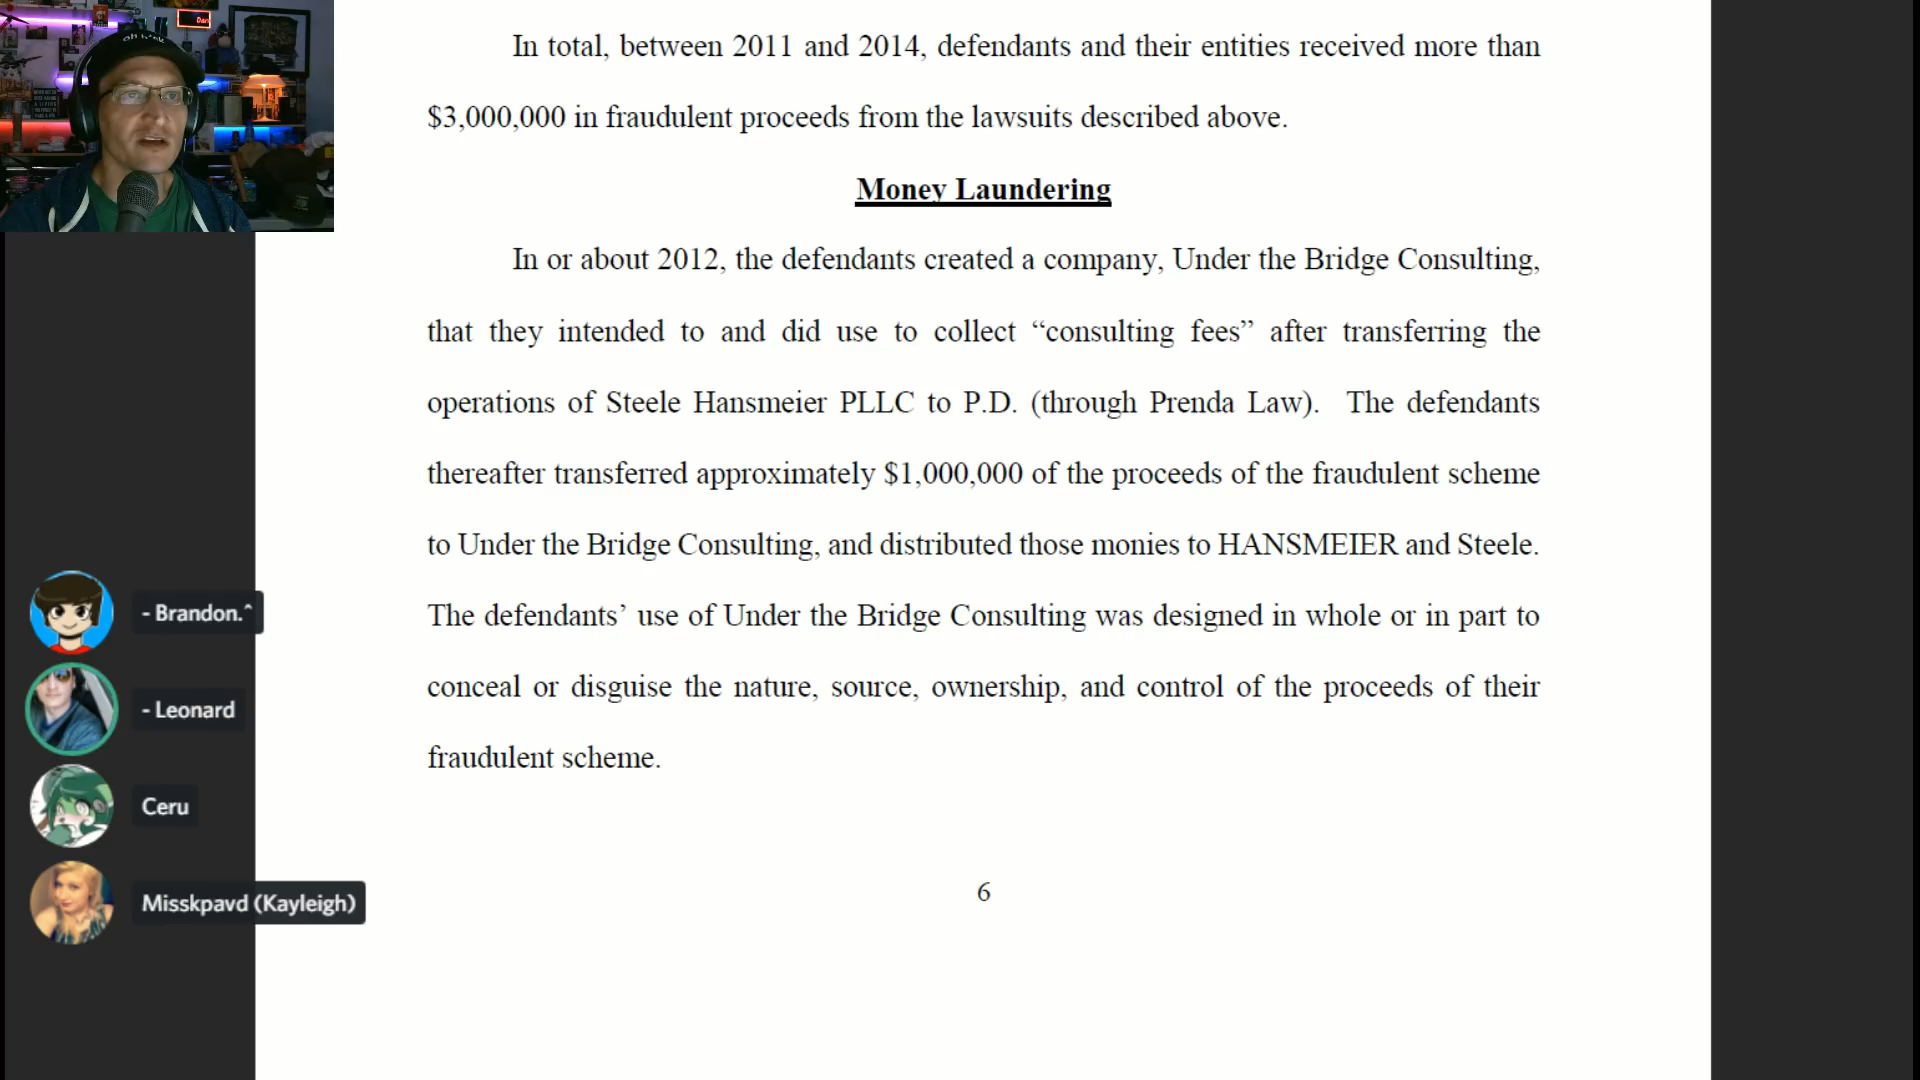 In total, between 2011 and 2014, defendants and their entities received more than
$3,000,000 in fraudulent proceeds from the lawsuits described above.
Money Laundering
In or about 2012, the defendants created a company, Under the Bridge Consulting,
that they intended to and did use to collect “consulting fees” after transferring the
operations of Steele Hansmeier PLLC to P.D. (through Prenda Law). The defendants
thereafter transferred approximately $1,000,000 of the proceeds of the fraudulent scheme
to Under the Bridge Consulting, and distributed those monies to HANSMEIER and Steele.
The defendants’ use of Under the Bridge Consulting was designed in whole or in part to
conceal or disguise the nature, source, ownership, and control of the proceeds of their
fraudulent scheme.
6
- Brandon.^
- Leonard
Ceru
Misskpavd (Kayleigh)